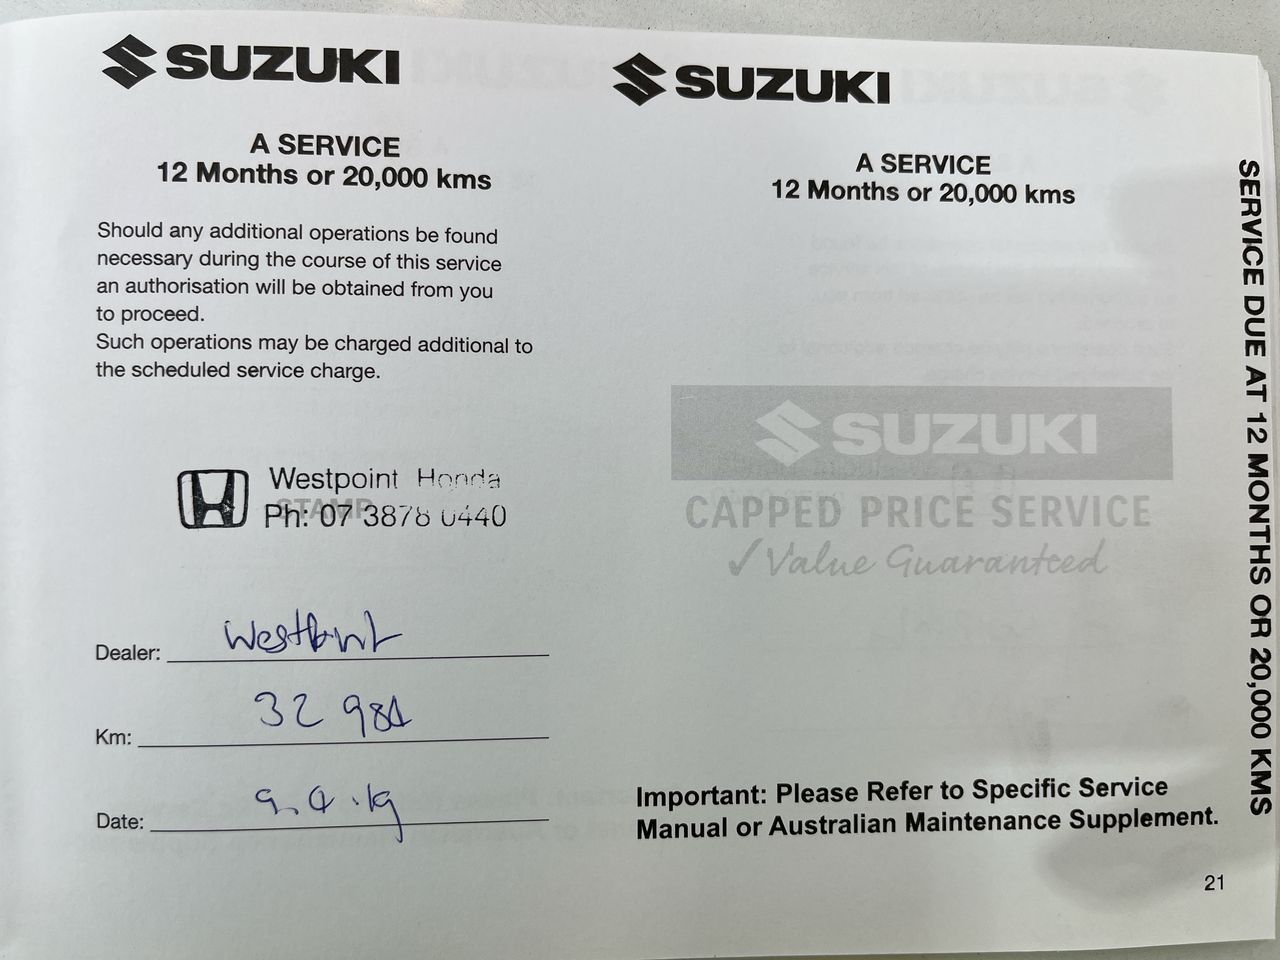 SUZUKI
A SERVICE
12 Months or 20,000 kms
Should any additional operations be found
necessary during the course of this service
an authorisation will be obtained from you
to proceed.
Such operations may be charged additional to
the scheduled service charge.
Westpoint Honda
STAMP
Ph: 07 3878 0440
Dealer: Westpoint
Km: 32 981
Date: 9.4.19
SUZUKI
A SERVICE
12 Months or 20,000 kms
SUZUKI
CAPPED PRICE SERVICE
✓Value Guaranteed
Important: Please Refer to Specific Service
Manual or Australian Maintenance Supplement.
21
SERVICE DUE AT 12 MONTHS OR 20,000 KMS